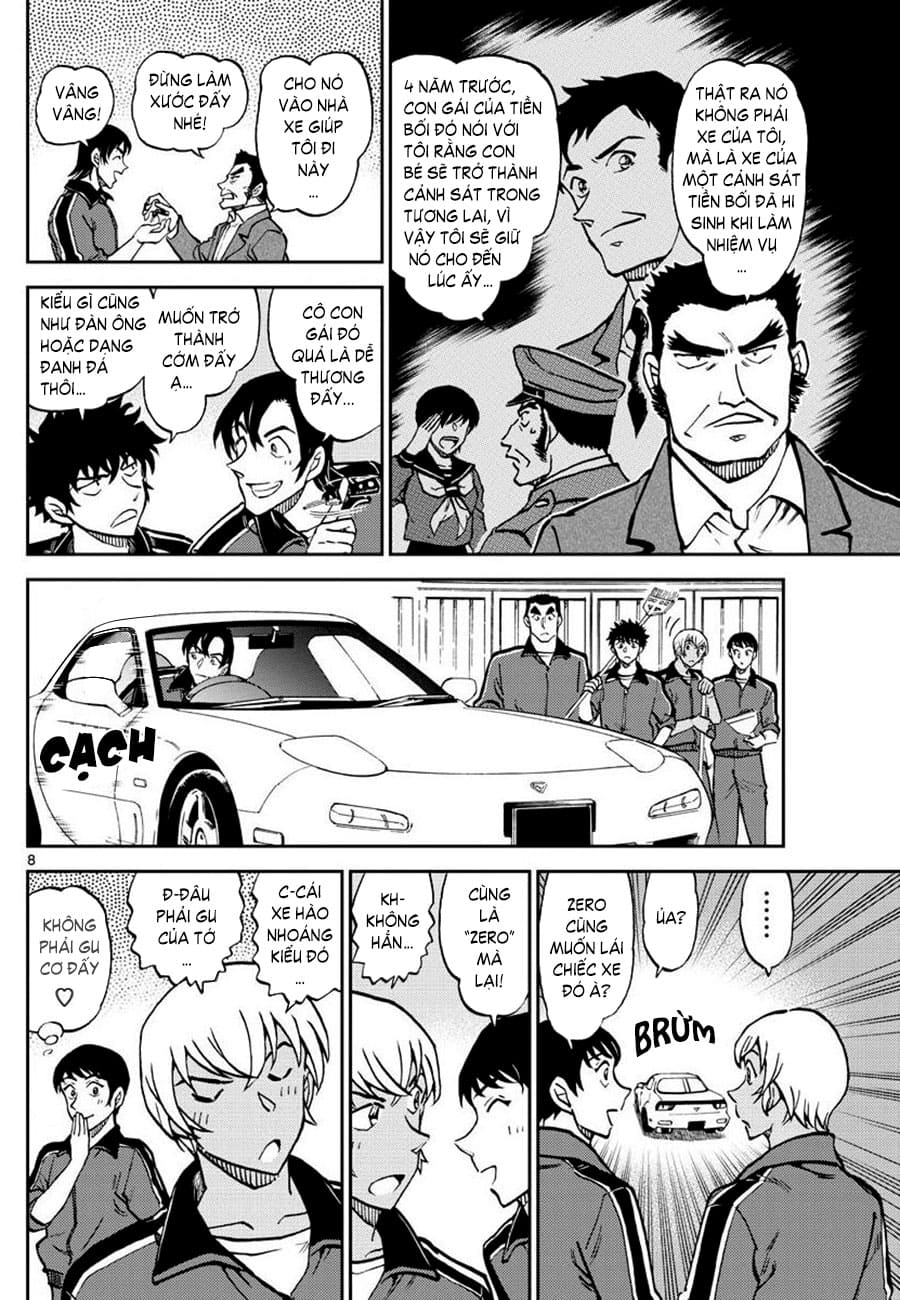 THẬT RA NÓ
KHÔNG PHẢI
XE CỦA TÔI,
MÀ LÀ XE CỦA
MỘT CẢNH SÁT
TIỀN BỐI ĐÃ HI
SINH KHI LÀM
NHIỆM VỤ
...
4 NĂM TRƯỚC,
CON GÁI CỦA TIỀN
BỐI ĐÓ NÓI VỚI
TÔI RẰNG CON
BÉ SẼ TRỞ THÀNH
CẢNH SÁT TRONG
TƯƠNG LAI, VÌ
VẬY TÔI SẼ GIỮ
NÓ CHO ĐẾN
LÚC ẤY...
CHO NÓ
VÀO NHÀ
XE GIÚP
TÔI ĐI
NÀY
...
ĐỪNG LÀM
XƯỚC ĐẤY
NHÉ!
VÂNG
VÂNG!
CÔ CON
GÁI ĐÓ
QUẢ LÀ DỄ
THƯƠNG
ĐẤY...
MUỐN TRỞ
THÀNH
CỚM ĐẤY
Ạ...
KIỂU GÌ CŨNG
NHƯ ĐÀN ÔNG
HOẶC DẠNG
ĐANH ĐÁ
THÔI.
CẠCH
8
......
ỦA?
ZERO
CŨNG
MUỐN LÁI
CHIẾC XE
ĐÓ À?
BRỪM
CÙNG
LÀ
“ZERO”
MÀ
LẠI!
KH-
KHÔNG
HẲN...
C-CÁI
XE HÀO
NHOÁNG
KIỂU ĐÓ
...
Đ-ĐÂU
PHẢI GU
CỦA TỚ
...
KHÔNG
PHẢI GU
CƠ ĐẤY
♡